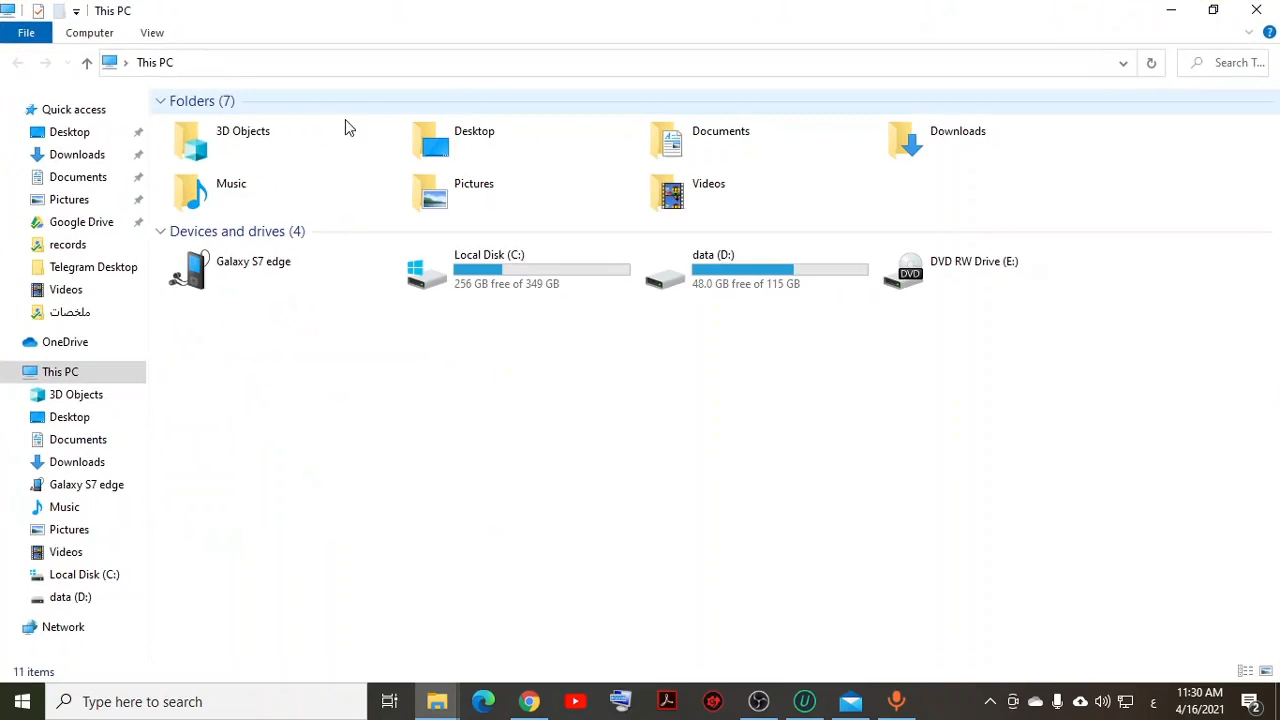 This PC
File
Computer
View
This PC
Search T...
Quick access
Desktop
Downloads
Documents
Pictures
Google Drive
records
Telegram Desktop
Videos
ملخصات
OneDrive
This PC
3D Objects
Desktop
Documents
Downloads
Galaxy S7 edge
Music
Pictures
Videos
Local Disk (C:)
data (D:)
Network
Folders (7)
3D Objects
Desktop
Documents
Downloads
Music
Pictures
Videos
Devices and drives (4)
Galaxy S7 edge
Local Disk (C:)
256 GB free of 349 GB
data (D:)
48.0 GB free of 115 GB
DVD
DVD RW Drive (E:)
11 items
Type here to search
ع
11:30 AM
4/16/2021
2